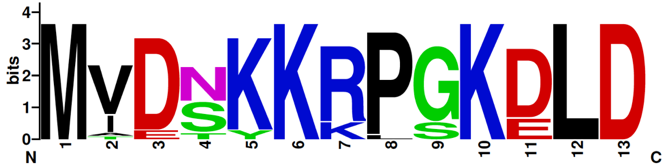 4
3
2
1
0
bits
MVDNKKRPGKDLD
I E S Y K L S E
A T
T
1 2 3 4 5 6 7 8 9 10 11 12 13
N C